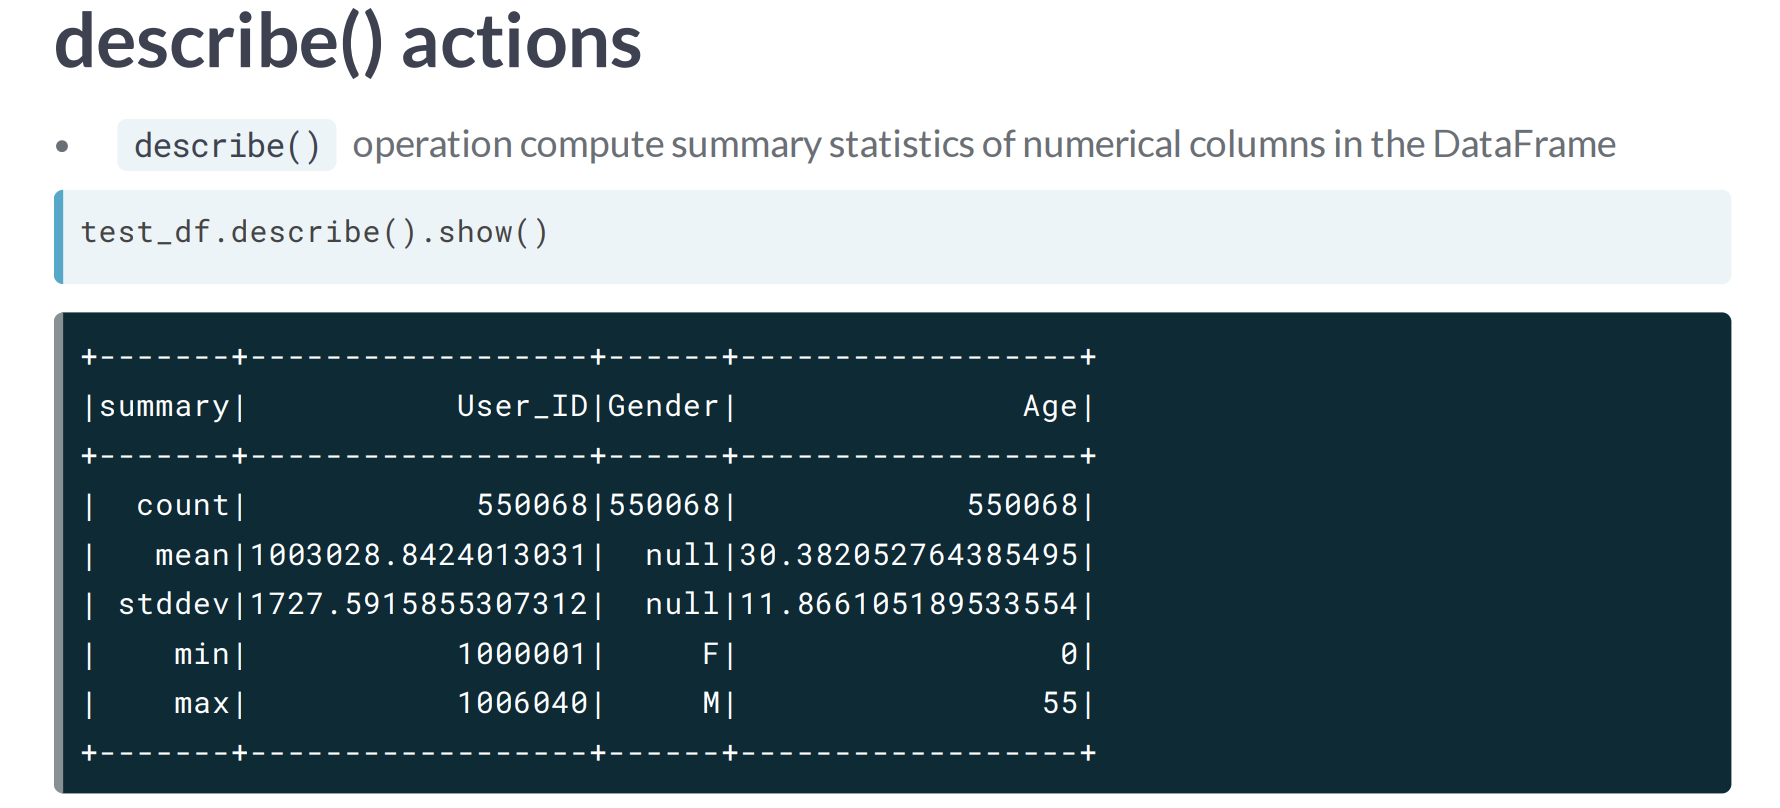 describe() actions
• describe() operation compute summary statistics of numerical columns in the DataFrame
test_df.describe().show()
+-------+------------------+------+------------------+
|summary|           User_ID|Gender|               Age|
+-------+------------------+------+------------------+
|  count|            550068|550068|            550068|
|   mean|1003028.8424013031|  null|30.382052764385495|
| stddev|1727.5915855307312|  null|11.866105189533554|
|    min|           1000001|     F|                 0|
|    max|           1006040|     M|                55|
+-------+------------------+------+------------------+